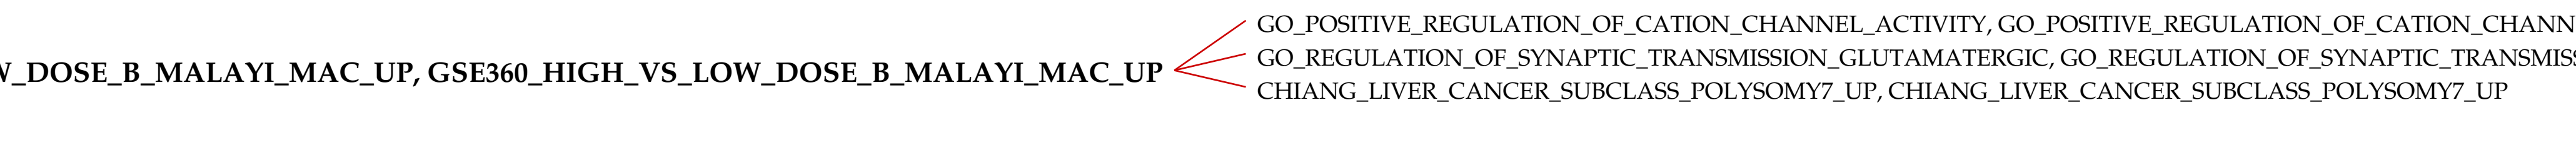 GO_POSITIVE_REGULATION_OF_CATION_CHANNEL_ACTIVITY, GO_POSITIVE_REGULATION_OF_CATION_CHANN
GO_REGULATION_OF_SYNAPTIC_TRANSMISSION_GLUTAMATERGIC, GO_REGULATION_OF_SYNAPTIC_TRANSMISS
W_DOSE_B_MALAYI_MAC_UP, GSE360_HIGH_VS_LOW_DOSE_B_MALAYI_MAC_UP
CHIANG_LIVER_CANCER_SUBCLASS_POLYSOMY7_UP, CHIANG_LIVER_CANCER_SUBCLASS_POLYSOMY7_UP